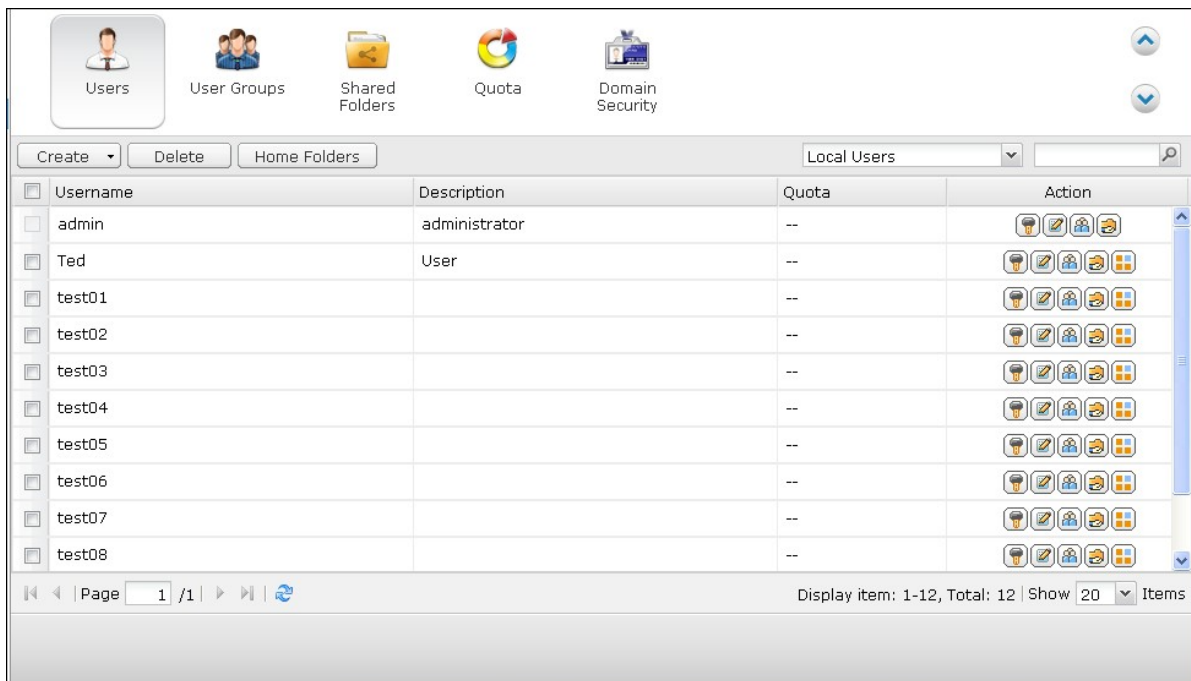 Users
User Groups
Shared
Folders
Quota
Domain
Security
Create
Delete
Home Folders
Local Users
Username Description Quota Action
admin administrator --
Ted User --
test01 --
test02 --
test03 --
test04 --
test05 --
test06 --
test07 --
test08 --
Page 1 /1 Display item: 1-12, Total: 12 Show 20 Items